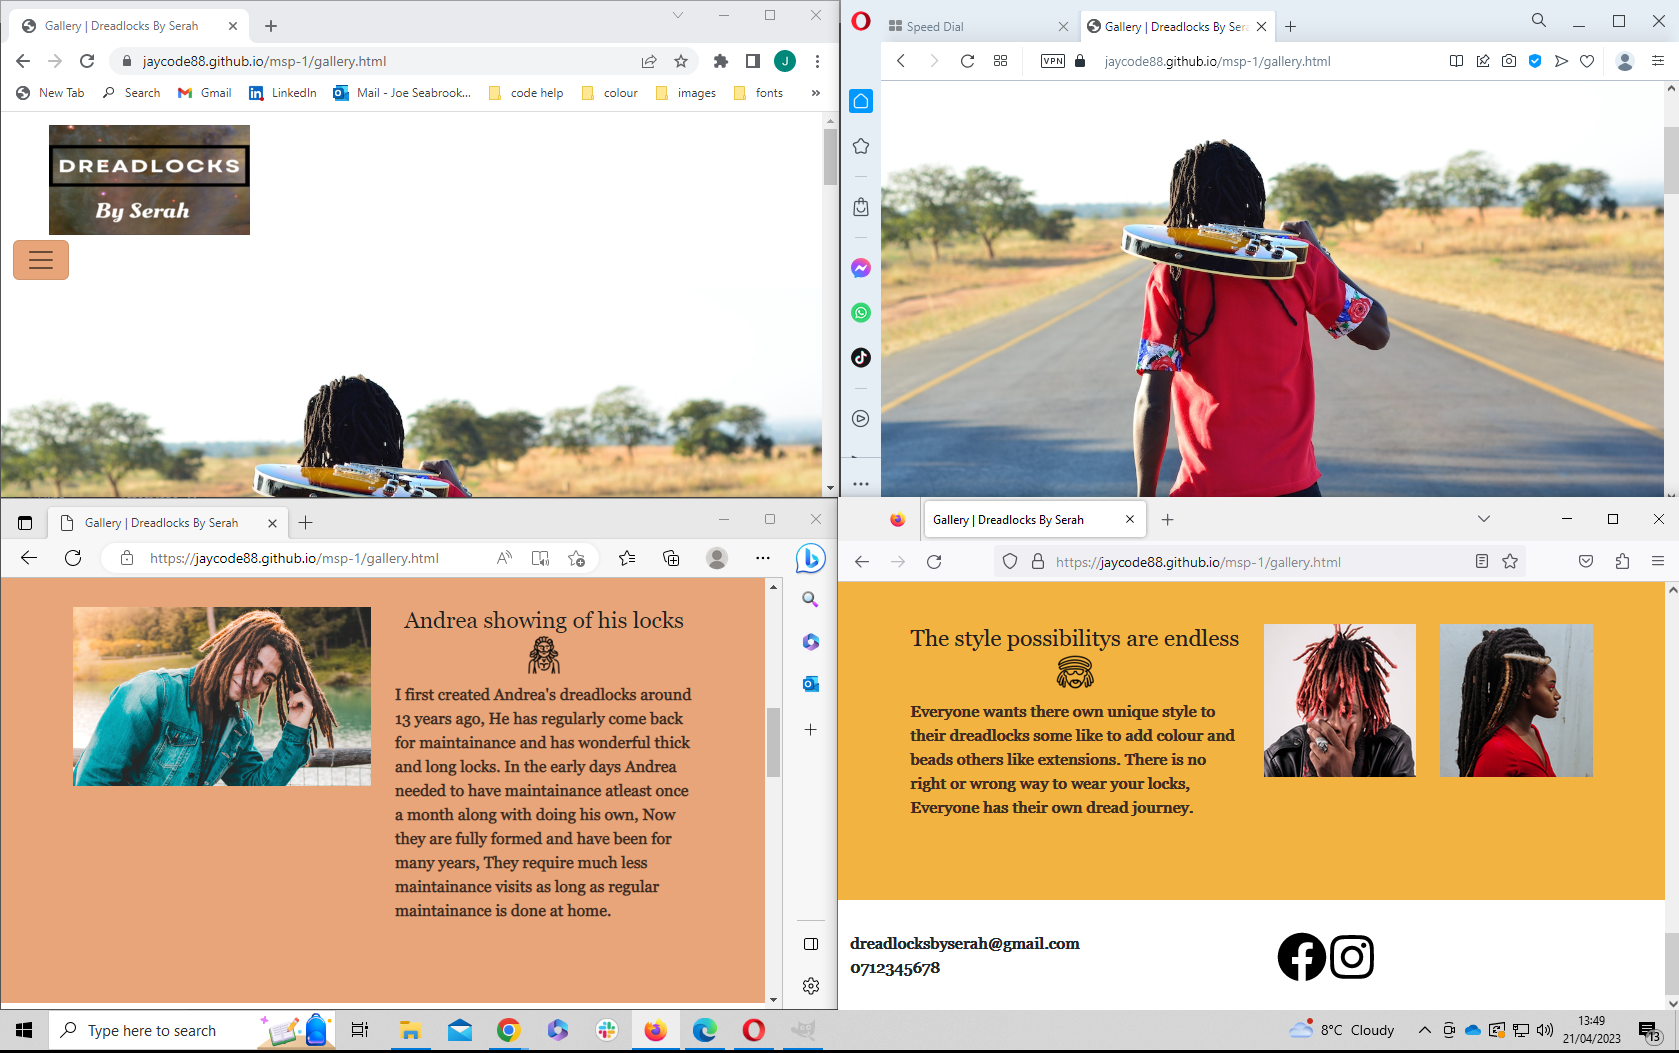 Gallery | Dreadlocks By Serah
jaycode88.github.io/msp-1/gallery.html
J
New Tab Search Gmail LinkedIn Mail - Joe Seabrook... code help colour images fonts »
DREADLOCKS
By Serah
Speed Dial
Gallery | Dreadlocks By Ser
VPN
jaycode88.github.io/msp-1/gallery.html
Gallery | Dreadlocks By Serah
https://jaycode88.github.io/msp-1/gallery.html
Andrea showing of his locks
I first created Andrea's dreadlocks around
13 years ago, He has regularly come back
for maintainance and has wonderful thick
and long locks. In the early days Andrea
needed to have maintainance atleast once
a month along with doing his own, Now
they are fully formed and have been for
many years, They require much less
maintainance visits as long as regular
maintainance is done at home.
Gallery | Dreadlocks By Serah
https://jaycode88.github.io/msp-1/gallery.html
The style possibilitys are endless
Everyone wants there own unique style to
their dreadlocks some like to add colour and
beads others like extensions. There is no
right or wrong way to wear your locks,
Everyone has their own dread journey.
dreadlocksbyserah@gmail.com
0712345678
Type here to search
8°C Cloudy
13:49
21/04/2023
13